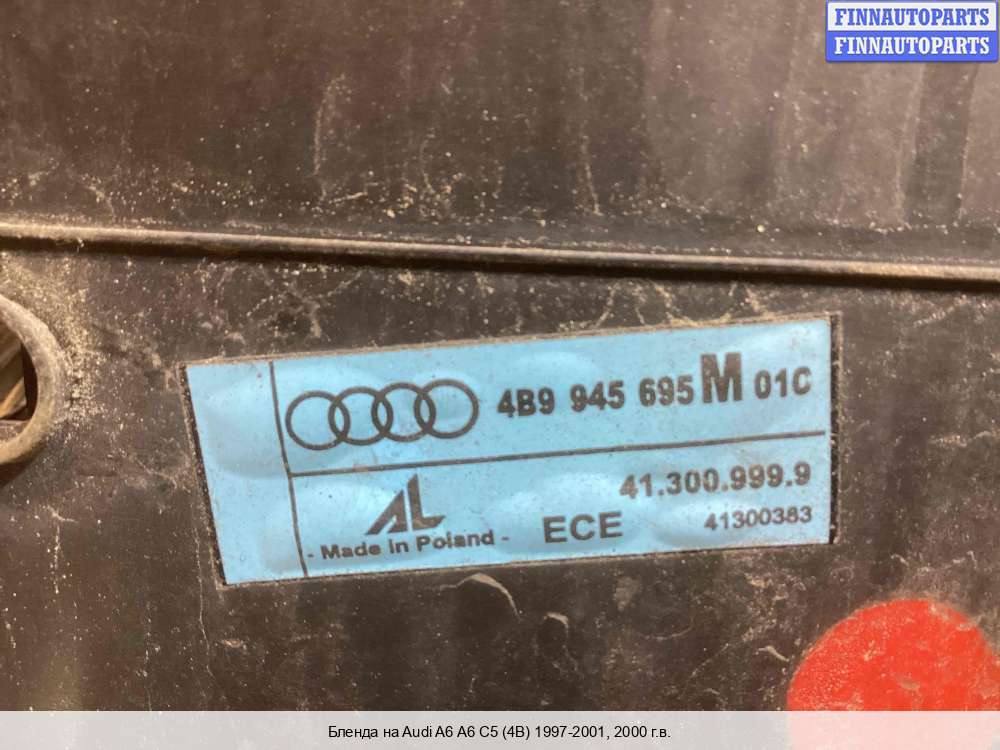 FINNAUTOPARTS
FINNAUTOPARTS
4B9 945 695 M 01C
41.300.999.9
AL
- Made in Poland -
ECE
41300383
Бленда на Audi A6 A6 C5 (4B) 1997-2001, 2000 г.в.